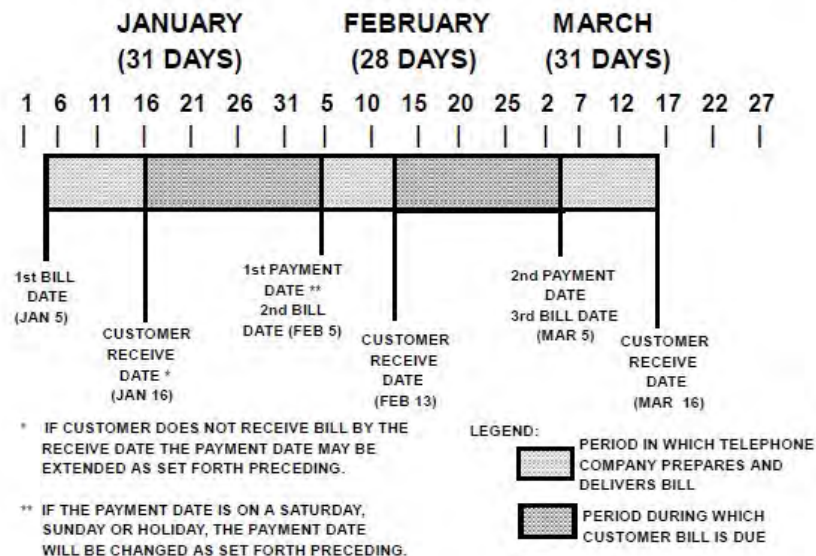 JANUARY FEBRUARY MARCH
(31 DAYS) (28 DAYS) (31 DAYS)
1 6 11 16 21 26 31 5 10 15 20 25 2 7 12 17 22 27
1st BILL
DATE
(JAN 5)
CUSTOMER
RECEIVE
DATE *
(JAN 16)
1st PAYMENT
DATE **
2nd BILL
DATE (FEB 5)
CUSTOMER
RECEIVE
DATE
(FEB 13)
2nd PAYMENT
DATE
3rd BILL DATE
(MAR 5)
CUSTOMER
RECEIVE
DATE
(MAR 16)
* IF CUSTOMER DOES NOT RECEIVE BILL BY THE
RECEIVE DATE THE PAYMENT DATE MAY BE
EXTENDED AS SET FORTH PRECEDING.
** IF THE PAYMENT DATE IS ON A SATURDAY,
SUNDAY OR HOLIDAY, THE PAYMENT DATE
WILL BE CHANGED AS SET FORTH PRECEDING.
LEGEND:
PERIOD IN WHICH TELEPHONE
COMPANY PREPARES AND
DELIVERS BILL
PERIOD DURING WHICH
CUSTOMER BILL IS DUE